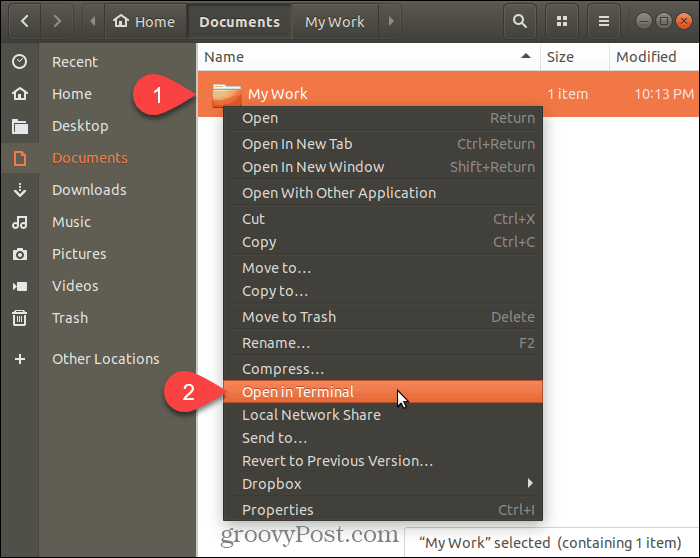 Home Documents My Work
Name Size Modified
Recent
Home
Desktop
Documents
Downloads
Music
Pictures
Videos
Trash
Other Locations
1
My Work 1 item 10:13 PM
Open Return
Open In New Tab Ctrl+Return
Open In New Window Shift+Return
Open With Other Application
Cut Ctrl+X
Copy Ctrl+C
Move to…
Copy to…
Move to Trash Delete
Rename… F2
Compress…
2
Open in Terminal
Local Network Share
Send to…
Revert to Previous Version…
Dropbox
Properties Ctrl+I
groovyPost.com
“My Work” selected (containing 1 item)